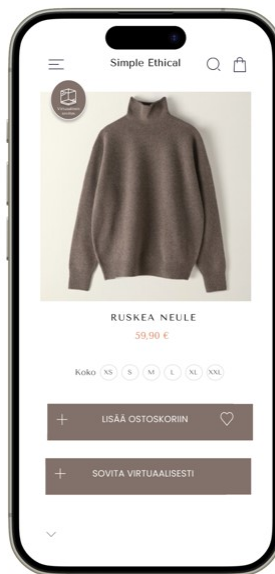 Simple Ethical
RUSKEA NEULE
59,90 €
Koko XS S M L XL XXL
LISÄÄ OSTOSKORIIN
SOVITA VIRTUAALISESTI